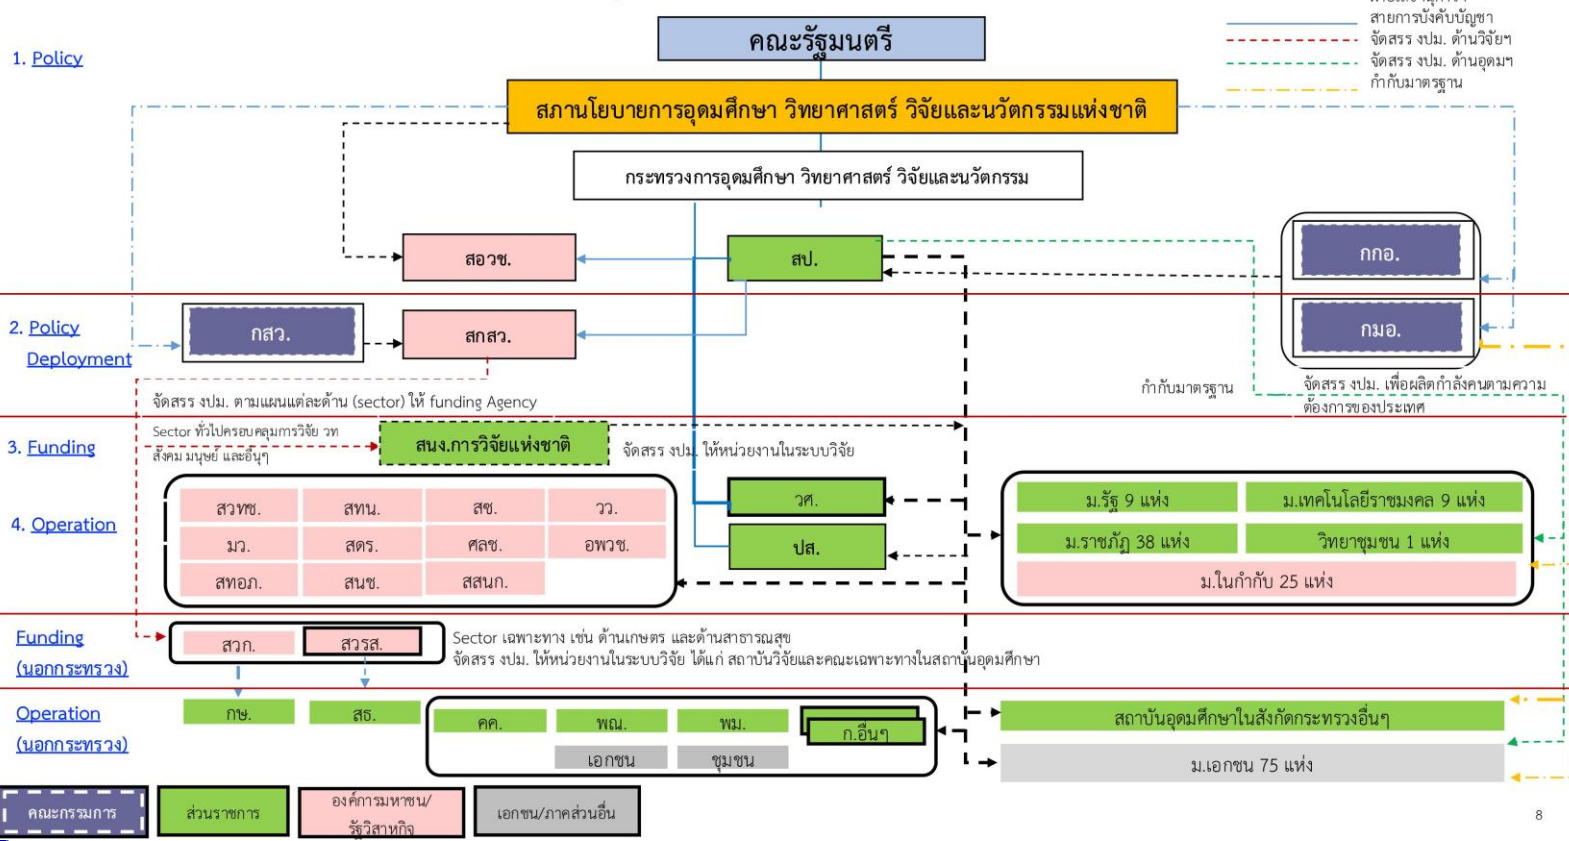 สายการบังคับบัญชา
จัดสรร งปม. ด้านวิจัยฯ
จัดสรร งปม. ด้านอุดมฯ
กำกับมาตรฐาน
1. Policy
คณะรัฐมนตรี
สภานโยบายการอุดมศึกษา วิทยาศาสตร์ วิจัยและนวัตกรรมแห่งชาติ
กระทรวงการอุดมศึกษา วิทยาศาสตร์ วิจัยและนวัตกรรม
สอวช.
สป.
กกอ.
2. Policy
Deployment
กสว.
สกสว.
กมอ.
จัดสรร งปม. ตามแผนแต่ละด้าน (sector) ให้ funding Agency
กำกับมาตรฐาน
จัดสรร งปม. เพื่อผลิตกำลังคนตามความ
ต้องการของประเทศ
3. Funding
Sector ทั่วไปครอบคลุมการวิจัย วท
สังคม มนุษย์ และอื่นๆ
สนง.การวิจัยแห่งชาติ
จัดสรร งปม. ให้หน่วยงานในระบบวิจัย
4. Operation
สวทช.
สทน.
สซ.
วว.
มว.
สดร.
ศลช.
อพวช.
สทอภ.
สนช.
สสนก.
วศ.
ปส.
ม.รัฐ 9 แห่ง
ม.เทคโนโลยีราชมงคล 9 แห่ง
ม.ราชภัฏ 38 แห่ง
วิทยาชุมชน 1 แห่ง
ม.ในกำกับ 25 แห่ง
Funding
(นอกกระทรวง)
สวก.
สวรส.
Sector เฉพาะทาง เช่น ด้านเกษตร และด้านสาธารณสุข
จัดสรร งปม. ให้หน่วยงานในระบบวิจัย ได้แก่ สถาบันวิจัยและคณะเฉพาะทางในสถาบันอุดมศึกษา
Operation
(นอกกระทรวง)
กษ.
สธ.
คค.
พณ.
พม.
ก.อื่นๆ
เอกชน
ชุมชน
สถาบันอุดมศึกษาในสังกัดกระทรวงอื่นๆ
ม.เอกชน 75 แห่ง
คณะกรรมการ
ส่วนราชการ
องค์การมหาชน/
รัฐวิสาหกิจ
เอกชน/ภาคส่วนอื่น
8